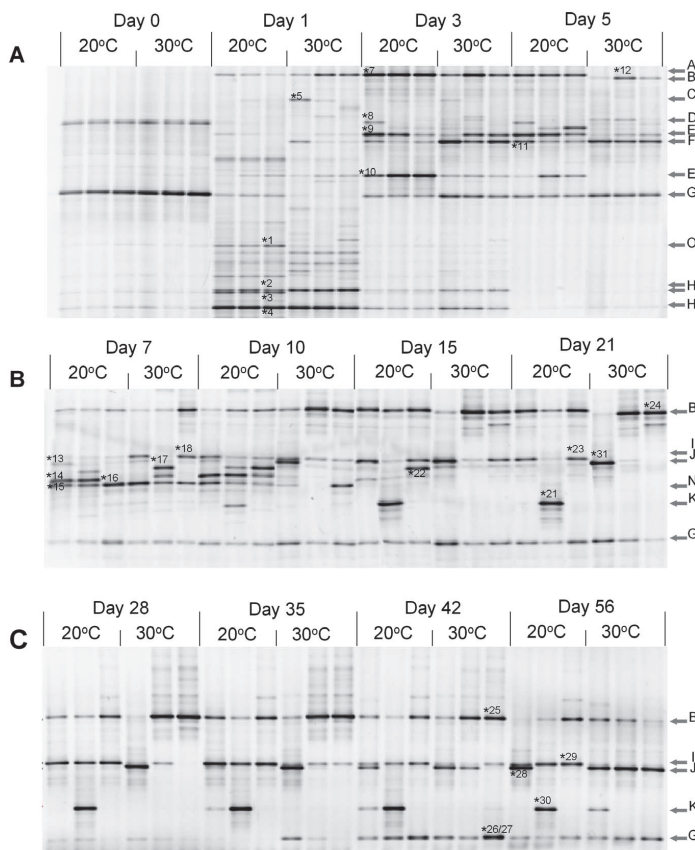 Day 0 Day 1 Day 3 Day 5
20°C 30°C 20°C 30°C 20°C 30°C 20°C 30°C
A
*7 *12 A
B
*5 C
*8 D
*9 E
*11 F
*10 E
G
*1 O
*2 H
*3
*4 H
Day 7 Day 10 Day 15 Day 21
20°C 30°C 20°C 30°C 20°C 30°C 20°C 30°C
B
*24 B
*18 *23 I
*13 *17 *31 J
*14 *16 *22
*15 N
*21 K
G
Day 28 Day 35 Day 42 Day 56
20°C 30°C 20°C 30°C 20°C 30°C 20°C 30°C
C
*25 B
*29 I
*28 J
*30 K
*26/27 G